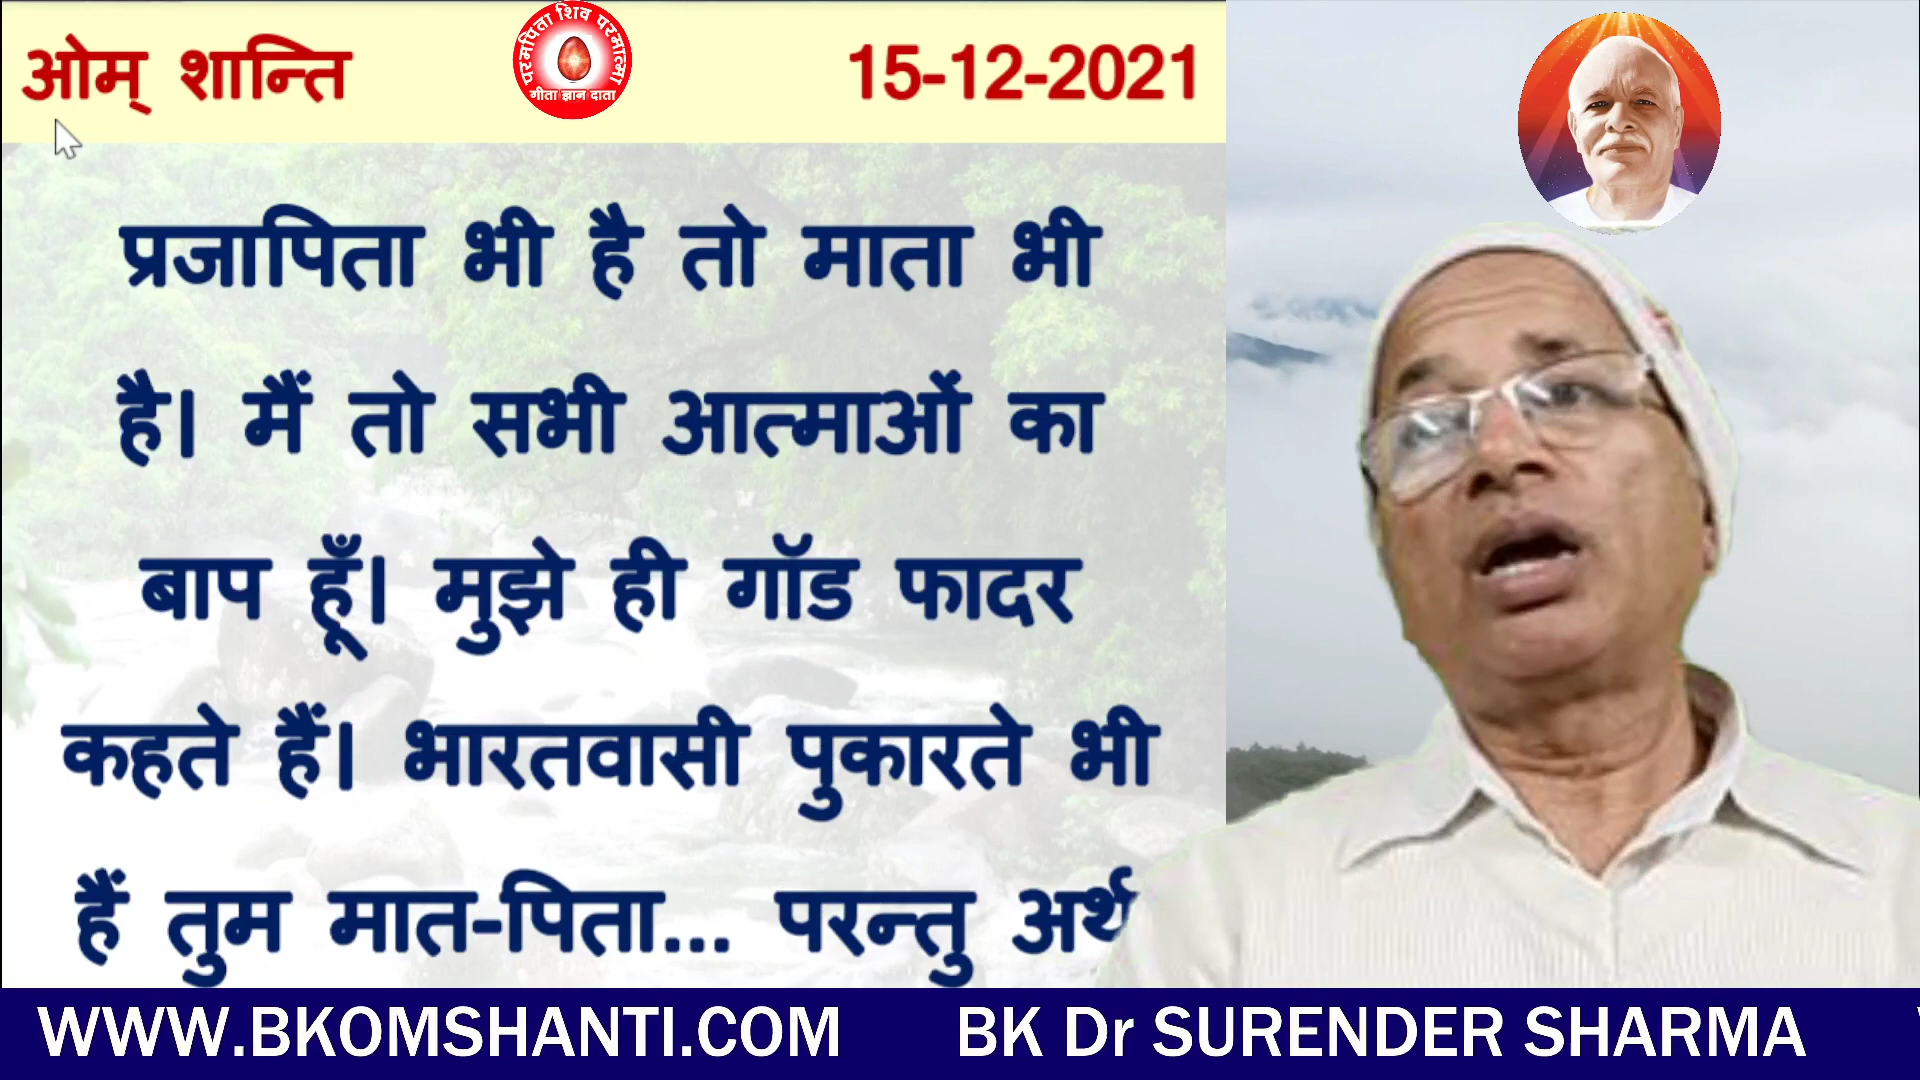 ओम् शान्ति
परमपिता शिव परमात्मा
गीता ज्ञान दाता
15-12-2021
प्रजापिता भी है तो माता भी
है। मैं तो सभी आत्माओं का
बाप हूँ। मुझे ही गॉड फादर
कहते हैं। भारतवासी पुकारते भी
हैं तुम मात-पिता... परन्तु अर्थ
WWW.BKOMSHANTI.COM BK Dr SURENDER SHARMA